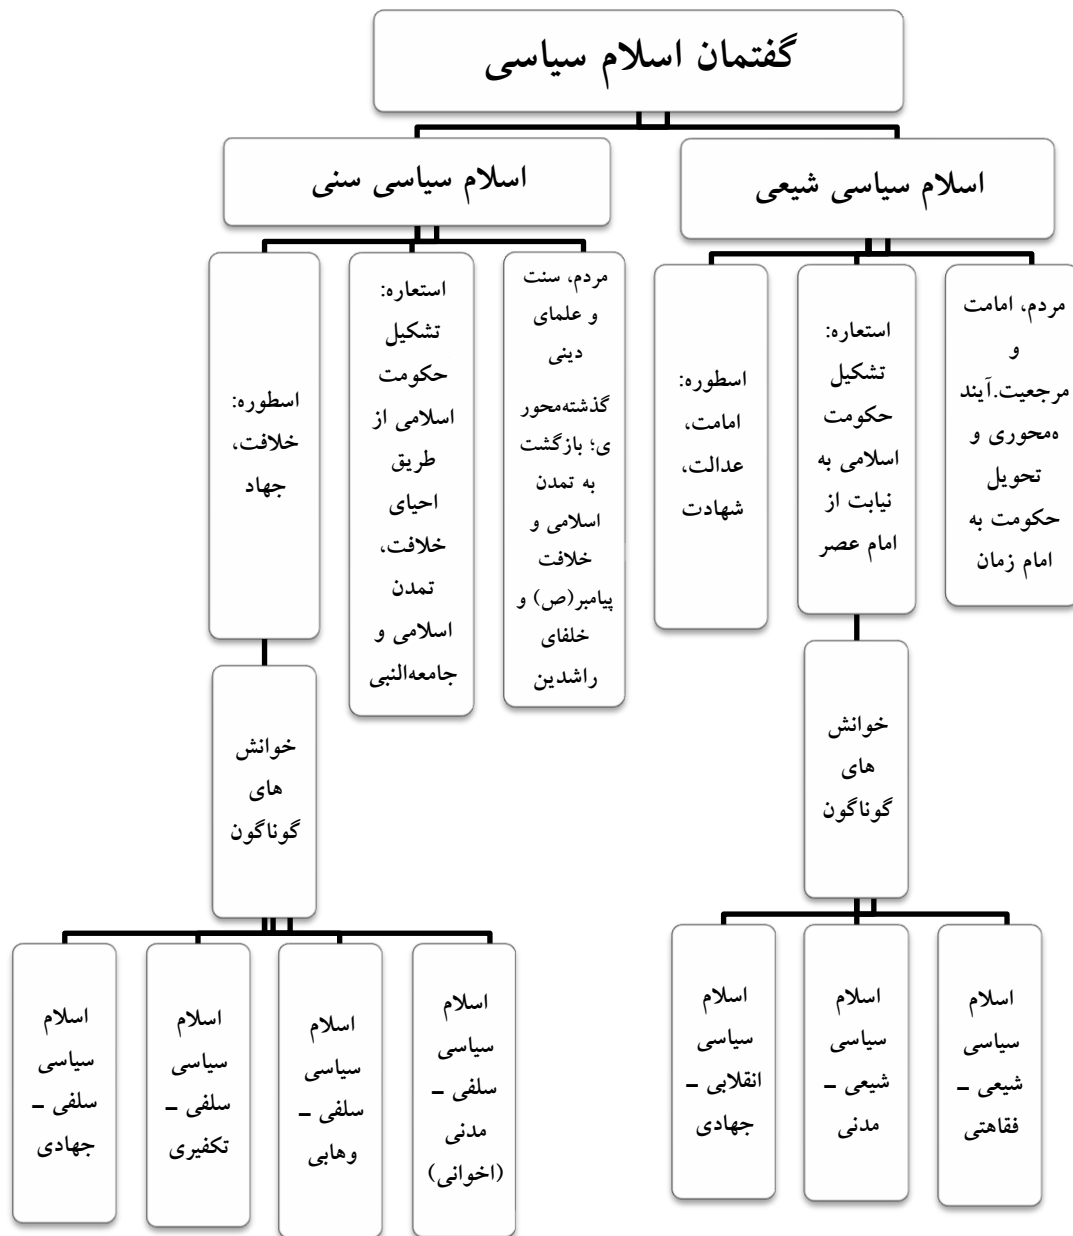 گفتمان اسلام سیاسی
اسلام سیاسی شیعی
اسلام سیاسی سنی
مردم، امامت
و
مرجعیت.آیند
ه‌محوری و
تحویل
حکومت به
امام زمان
استعاره:
تشکیل
حکومت
اسلامی به
نیابت از
امام عصر
اسطوره:
امامت،
عدالت،
شهادت
مردم، سنت
و علمای
دینی
گذشته‌محور
ی؛ بازگشت
به تمدن
اسلامی و
خلافت
پیامبر(ص) و
خلفای
راشدین
استعاره:
تشکیل
حکومت
اسلامی از
طریق
احیای
خلافت،
تمدن
اسلامی و
جامعه‌النبی
اسطوره:
خلافت،
جهاد
خوانش
های
گوناگون
خوانش
های
گوناگون
اسلام
سیاسی
شیعی –
فقاهتی
اسلام
سیاسی
شیعی –
مدنی
اسلام
سیاسی
انقلابی –
جهادی
اسلام
سیاسی
سلفی –
مدنی
(اخوانی)
اسلام
سیاسی
سلفی –
وهابی
اسلام
سیاسی
سلفی –
تکفیری
اسلام
سیاسی
سلفی –
جهادی